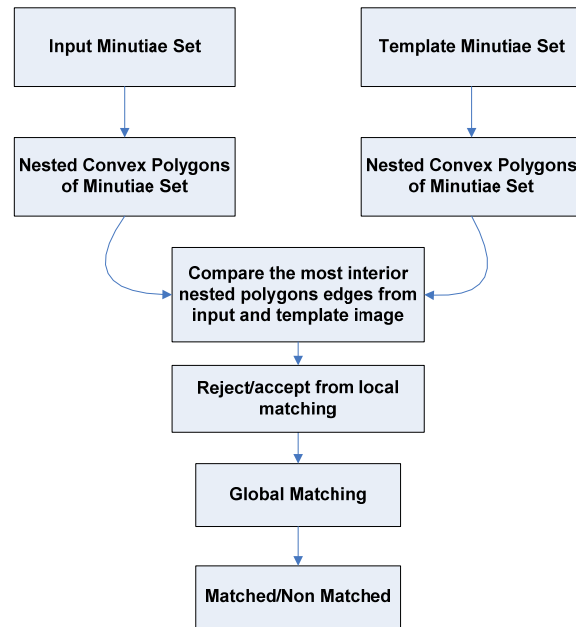 Input Minutiae Set
Template Minutiae Set
Nested Convex Polygons
of Minutiae Set
Nested Convex Polygons
of Minutiae Set
Compare the most interior
nested polygons edges from
input and template image
Reject/accept from local
matching
Global Matching
Matched/Non Matched